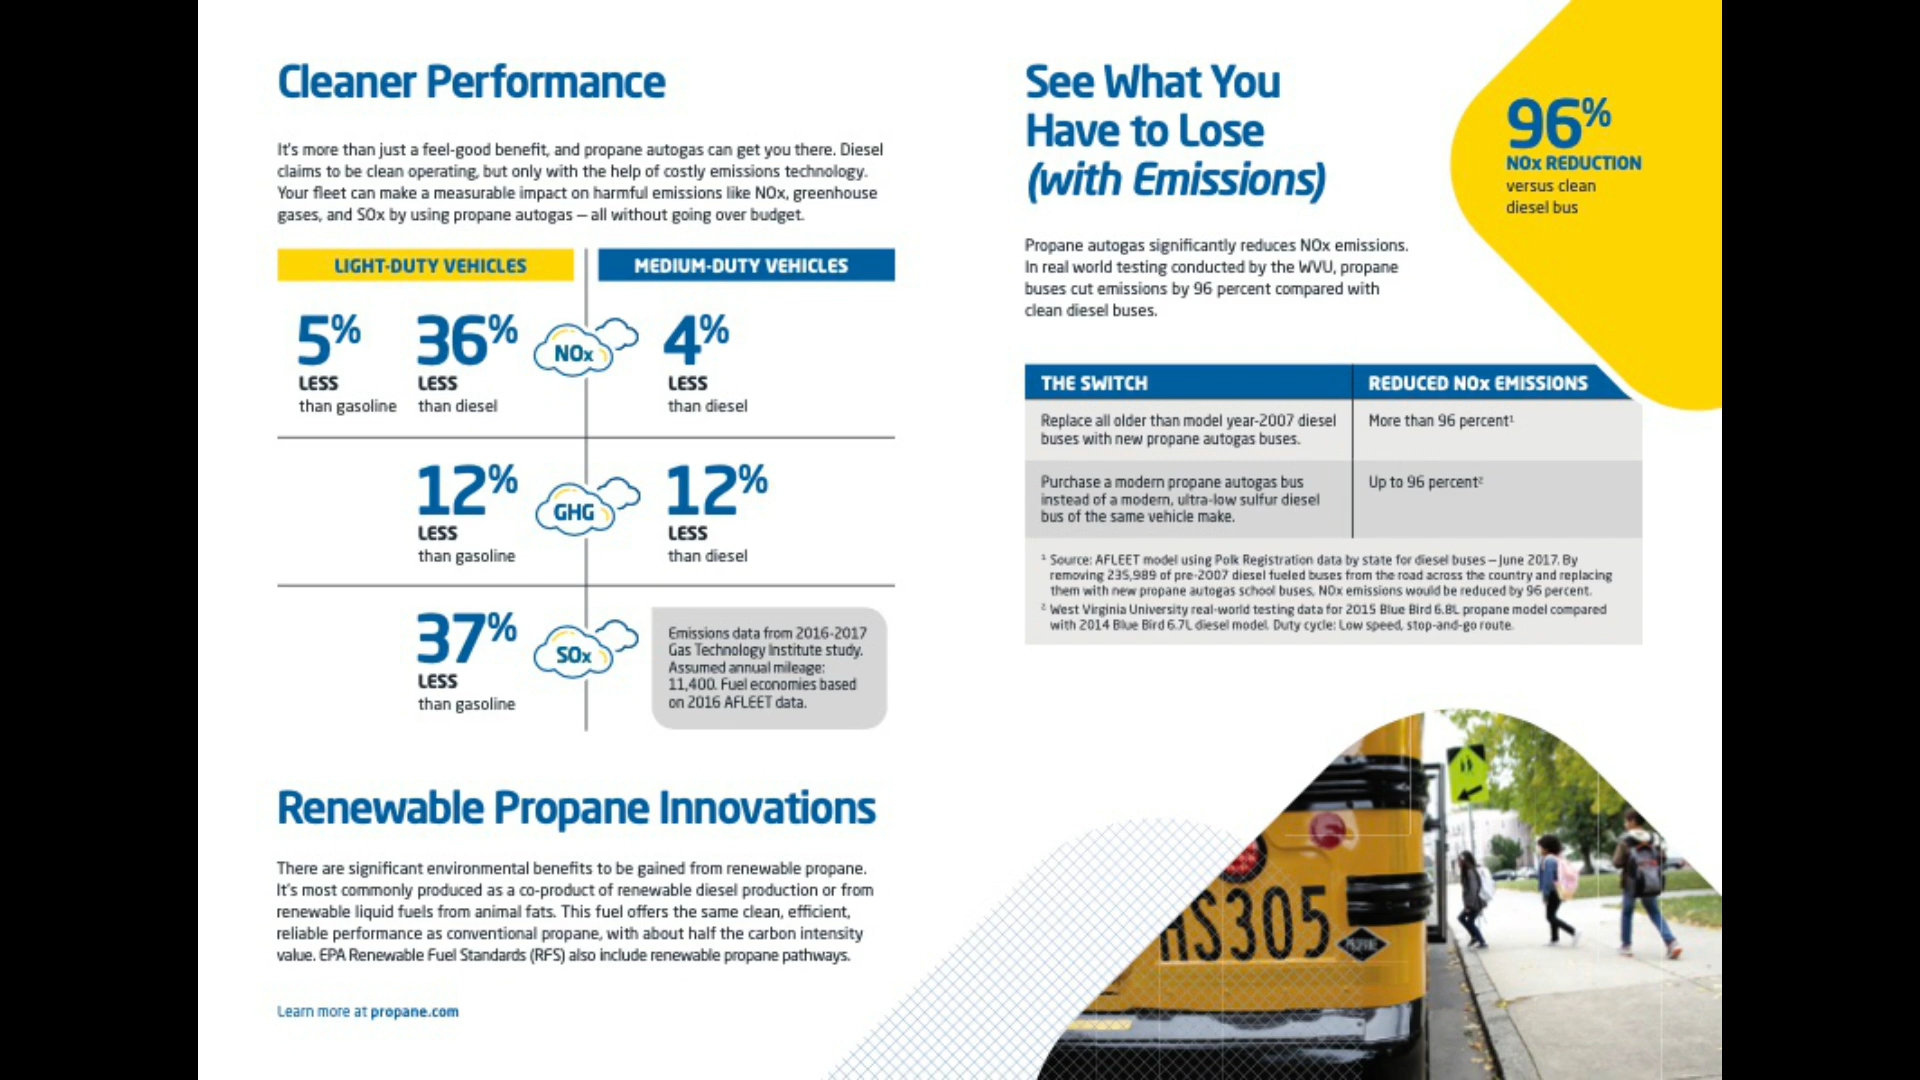 Cleaner Performance
It's more than just a feel-good benefit, and propane autogas can get you there. Diesel
claims to be clean operating, but only with the help of costly emissions technology.
Your fleet can make a measurable impact on harmful emissions like NOx, greenhouse
gases, and SOx by using propane autogas — all without going over budget.
LIGHT-DUTY VEHICLES
MEDIUM-DUTY VEHICLES
5%
LESS
than gasoline
36%
LESS
than diesel
NOx
4%
LESS
than diesel
12%
LESS
than gasoline
GHG
12%
LESS
than diesel
37%
LESS
than gasoline
SOx
Emissions data from 2016-2017
Gas Technology Institute study.
Assumed annual mileage:
11,400. Fuel economies based
on 2016 AFLEET data.
Renewable Propane Innovations
There are significant environmental benefits to be gained from renewable propane.
It's most commonly produced as a co-product of renewable diesel production or from
renewable liquid fuels from animal fats. This fuel offers the same clean, efficient,
reliable performance as conventional propane, with about half the carbon intensity
value. EPA Renewable Fuel Standards (RFS) also include renewable propane pathways.
Learn more at propane.com
See What You
Have to Lose
(with Emissions)
96%
NOx REDUCTION
versus clean
diesel bus
Propane autogas significantly reduces NOx emissions.
In real world testing conducted by the WVU, propane
buses cut emissions by 96 percent compared with
clean diesel buses.
THE SWITCH
REDUCED NOx EMISSIONS
Replace all older than model year-2007 diesel
buses with new propane autogas buses.
More than 96 percent¹
Purchase a modern propane autogas bus
instead of a modern, ultra-low sulfur diesel
bus of the same vehicle make.
Up to 96 percent²
¹ Source: AFLEET model using Polk Registration data by state for diesel buses — June 2017. By
removing 235,989 of pre-2007 diesel fueled buses from the road across the country and replacing
them with new propane autogas school buses, NOx emissions would be reduced by 96 percent.
² West Virginia University real-world testing data for 2015 Blue Bird 6.8L propane model compared
with 2014 Blue Bird 6.7L diesel model. Duty cycle: Low speed, stop-and-go route.
HS305
PROPANE